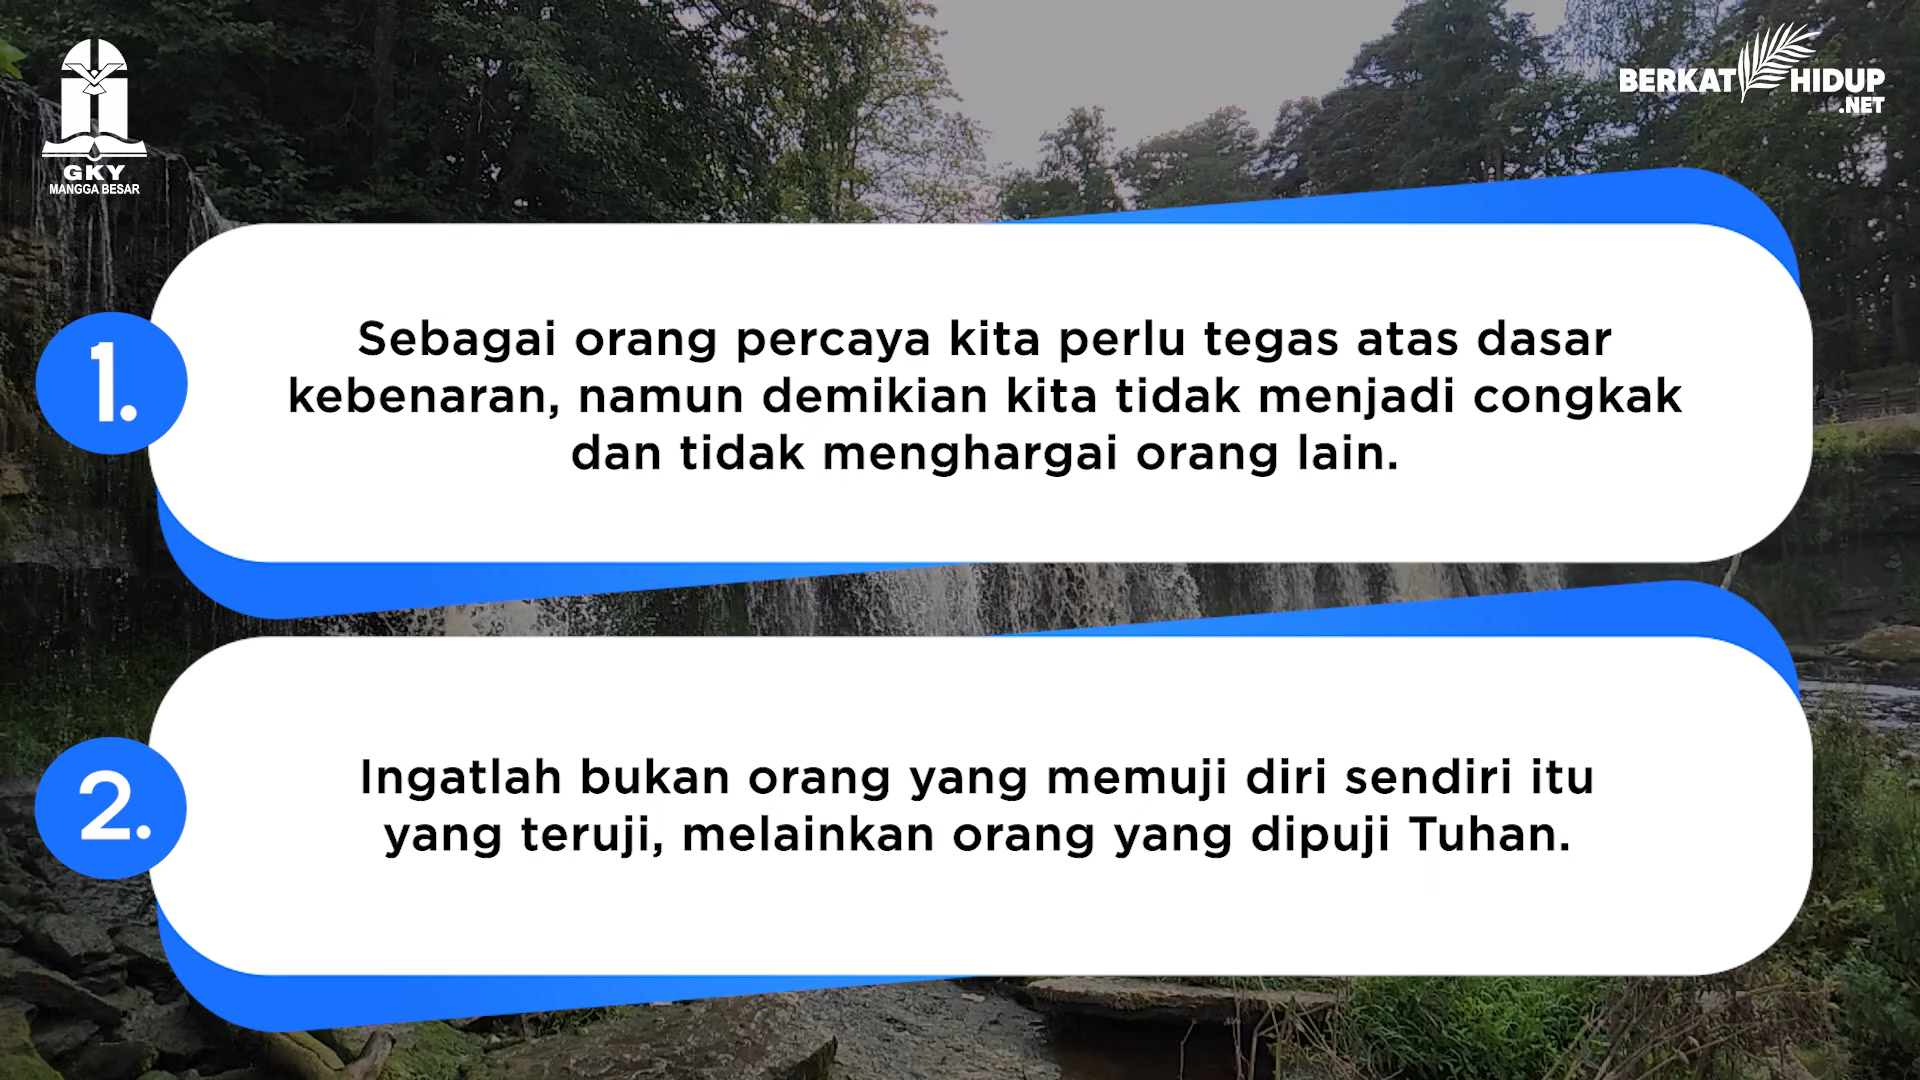 GKY
MANGGA BESAR
BERKAT HIDUP
.NET
1.
Sebagai orang percaya kita perlu tegas atas dasar
kebenaran, namun demikian kita tidak menjadi congkak
dan tidak menghargai orang lain.
2.
Ingatlah bukan orang yang memuji diri sendiri itu
yang teruji, melainkan orang yang dipuji Tuhan.